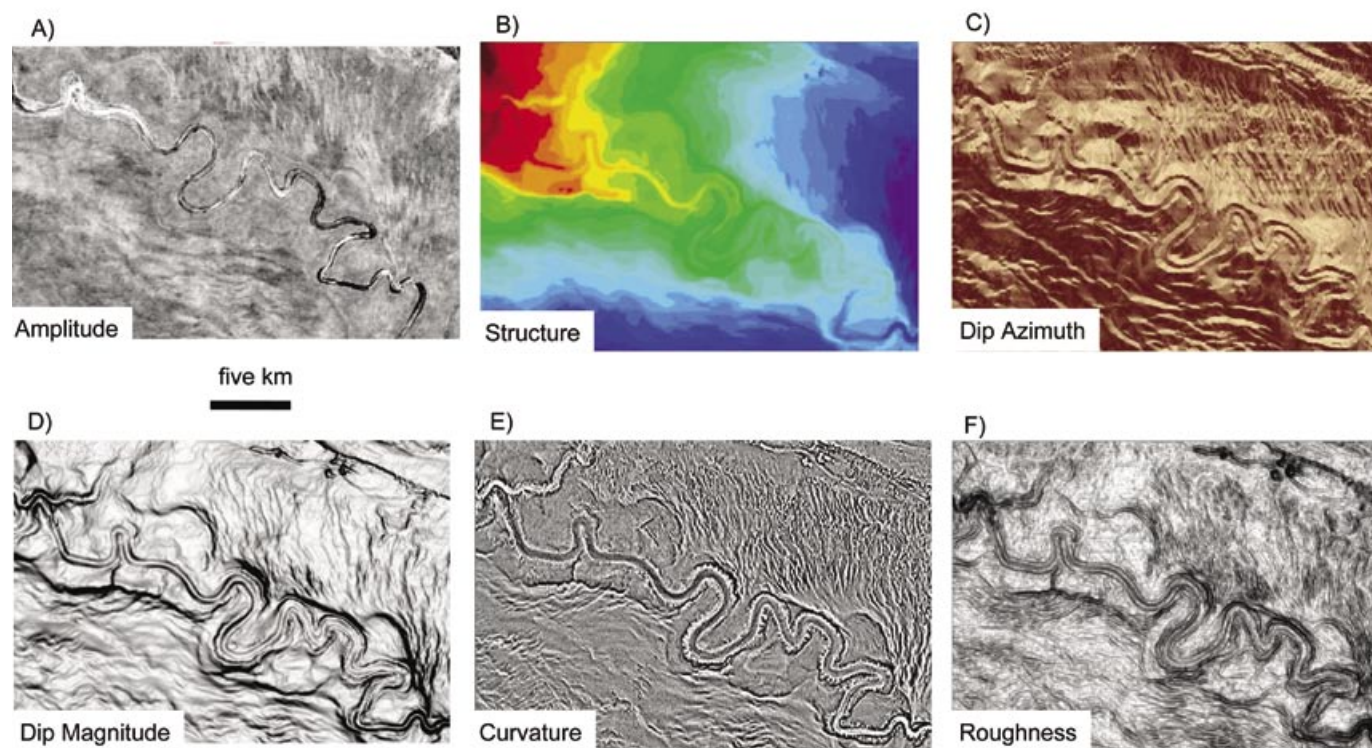 A)
B)
C)
Amplitude
Structure
Dip Azimuth
five km
D)
E)
F)
Dip Magnitude
Curvature
Roughness